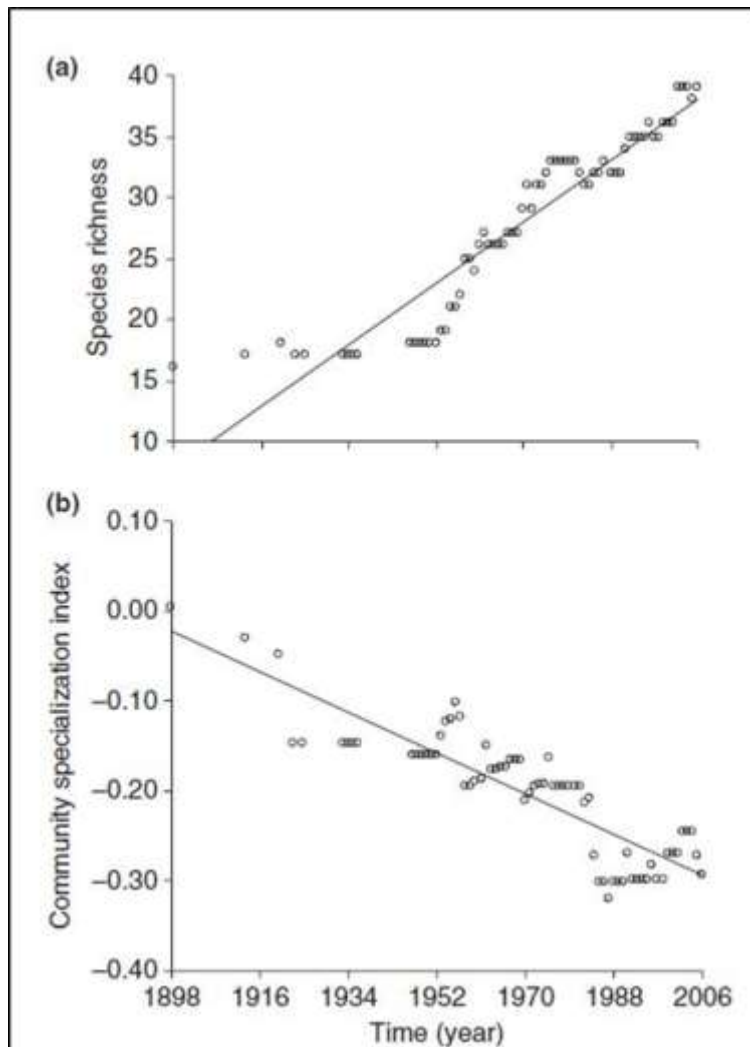 (a)
40
35
30
25
20
15
10
Species richness
(b)
0.10
0.00
−0.10
−0.20
−0.30
−0.40
Community specialization index
1898 1916 1934 1952 1970 1988 2006
Time (year)